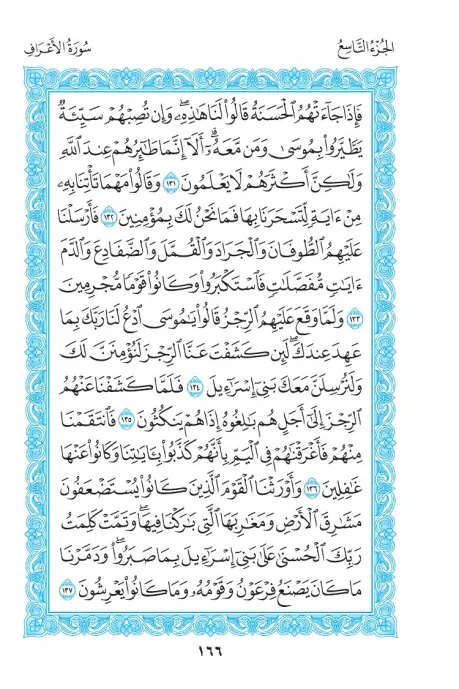 الجُزْءُ التَّاسِعُ
سُورَةُ الأَعْرَافِ
فَإِذَا جَآءَتْهُمُ ٱلْحَسَنَةُ قَالُوا۟ لَنَا هَـٰذِهِۦ ۖ وَإِن تُصِبْهُمْ سَيِّئَةٌ
يَطَّيَّرُوا۟ بِمُوسَىٰ وَمَن مَّعَهُۥٓ ۗ أَلَآ إِنَّمَا طَـٰٓئِرُهُمْ عِندَ ٱللَّهِ
وَلَـٰكِنَّ أَكْثَرَهُمْ لَا يَعْلَمُونَ ١٣١ وَقَالُوا۟ مَهْمَا تَأْتِنَا بِهِۦ
مِنْ ءَايَةٍ لِّتَسْحَرَنَا بِهَا فَمَا نَحْنُ لَكَ بِمُؤْمِنِينَ ١٣٢ فَأَرْسَلْنَا
عَلَيْهِمُ ٱلطُّوفَانَ وَٱلْجَرَادَ وَٱلْقُمَّلَ وَٱلضَّفَادِعَ وَٱلدَّمَ
ءَايَـٰتٍ مُّفَصَّلَـٰتٍ فَٱسْتَكْبَرُوا۟ وَكَانُوا۟ قَوْمًا مُّجْرِمِينَ
١٣٣ وَلَمَّا وَقَعَ عَلَيْهِمُ ٱلرِّجْزُ قَالُوا۟ يَـٰمُوسَى ٱدْعُ لَنَا رَبَّكَ بِمَا
عَهِدَ عِندَكَ ۖ لَئِن كَشَفْتَ عَنَّا ٱلرِّجْزَ لَنُؤْمِنَنَّ لَكَ
وَلَنُرْسِلَنَّ مَعَكَ بَنِىٓ إِسْرَٰٓءِيلَ ١٣٤ فَلَمَّا كَشَفْنَا عَنْهُمُ
ٱلرِّجْزَ إِلَىٰٓ أَجَلٍ هُم بَـٰلِغُوهُ إِذَا هُمْ يَنكُثُونَ ١٣٥ فَٱنتَقَمْنَا
مِنْهُمْ فَأَغْرَقْنَـٰهُمْ فِى ٱلْيَمِّ بِأَنَّهُمْ كَذَّبُوا۟ بِـَٔايَـٰتِنَا وَكَانُوا۟ عَنْهَا
غَـٰفِلِينَ ١٣٦ وَأَوْرَثْنَا ٱلْقَوْمَ ٱلَّذِينَ كَانُوا۟ يُسْتَضْعَفُونَ
مَشَـٰرِقَ ٱلْأَرْضِ وَمَغَـٰرِبَهَا ٱلَّتِى بَـٰرَكْنَا فِيهَا ۖ وَتَمَّتْ كَلِمَتُ
رَبِّكَ ٱلْحُسْنَىٰ عَلَىٰ بَنِىٓ إِسْرَٰٓءِيلَ بِمَا صَبَرُوا۟ ۖ وَدَمَّرْنَا
مَا كَانَ يَصْنَعُ فِرْعَوْنُ وَقَوْمُهُۥ وَمَا كَانُوا۟ يَعْرِشُونَ ١٣٧
١٦٦